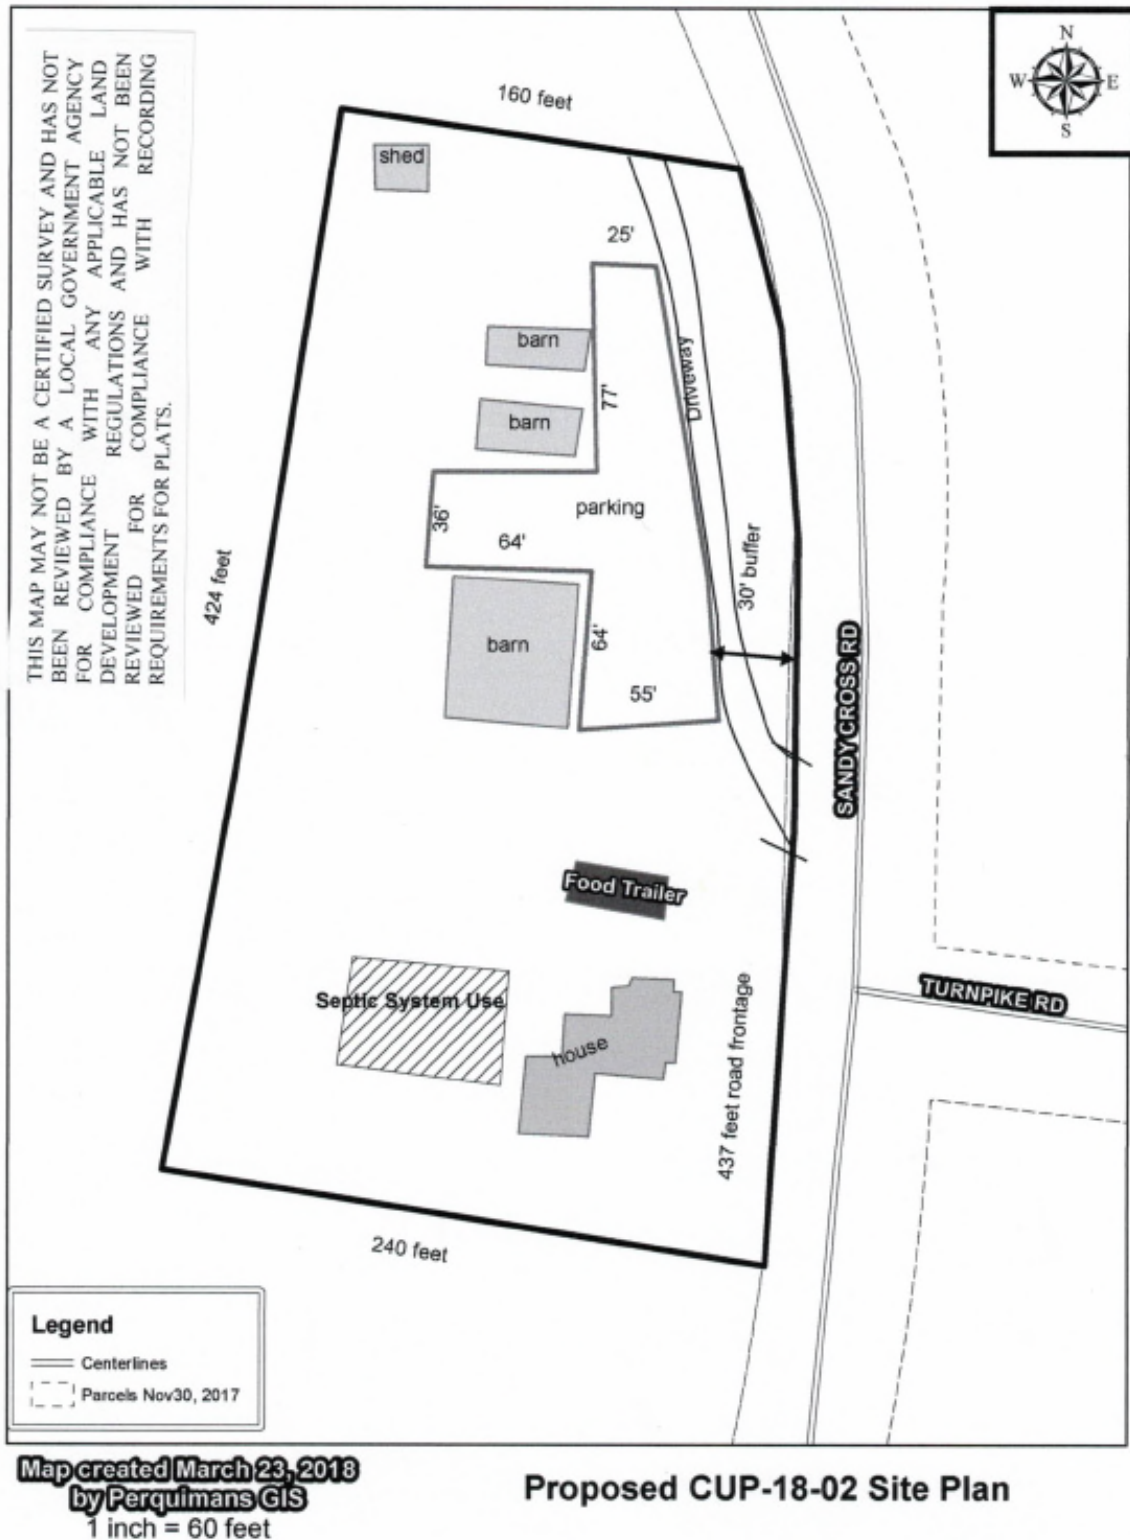 THIS MAP MAY NOT BE A CERTIFIED SURVEY AND HAS NOT
BEEN REVIEWED BY A LOCAL GOVERNMENT AGENCY
FOR COMPLIANCE WITH ANY APPLICABLE LAND
DEVELOPMENT REGULATIONS AND HAS NOT BEEN
REVIEWED FOR COMPLIANCE WITH RECORDING
REQUIREMENTS FOR PLATS.
N
W
E
S
160 feet
shed
25'
barn
Driveway
77'
barn
parking
36'
64'
30' buffer
424 feet
barn
64'
55'
SANDY CROSS RD
Food Trailer
Septic System Use
house
TURNPIKE RD
437 feet road frontage
240 feet
Legend
Centerlines
Parcels Nov30, 2017
Map created March 23, 2018
by Perquimans GIS
1 inch = 60 feet
Proposed CUP-18-02 Site Plan